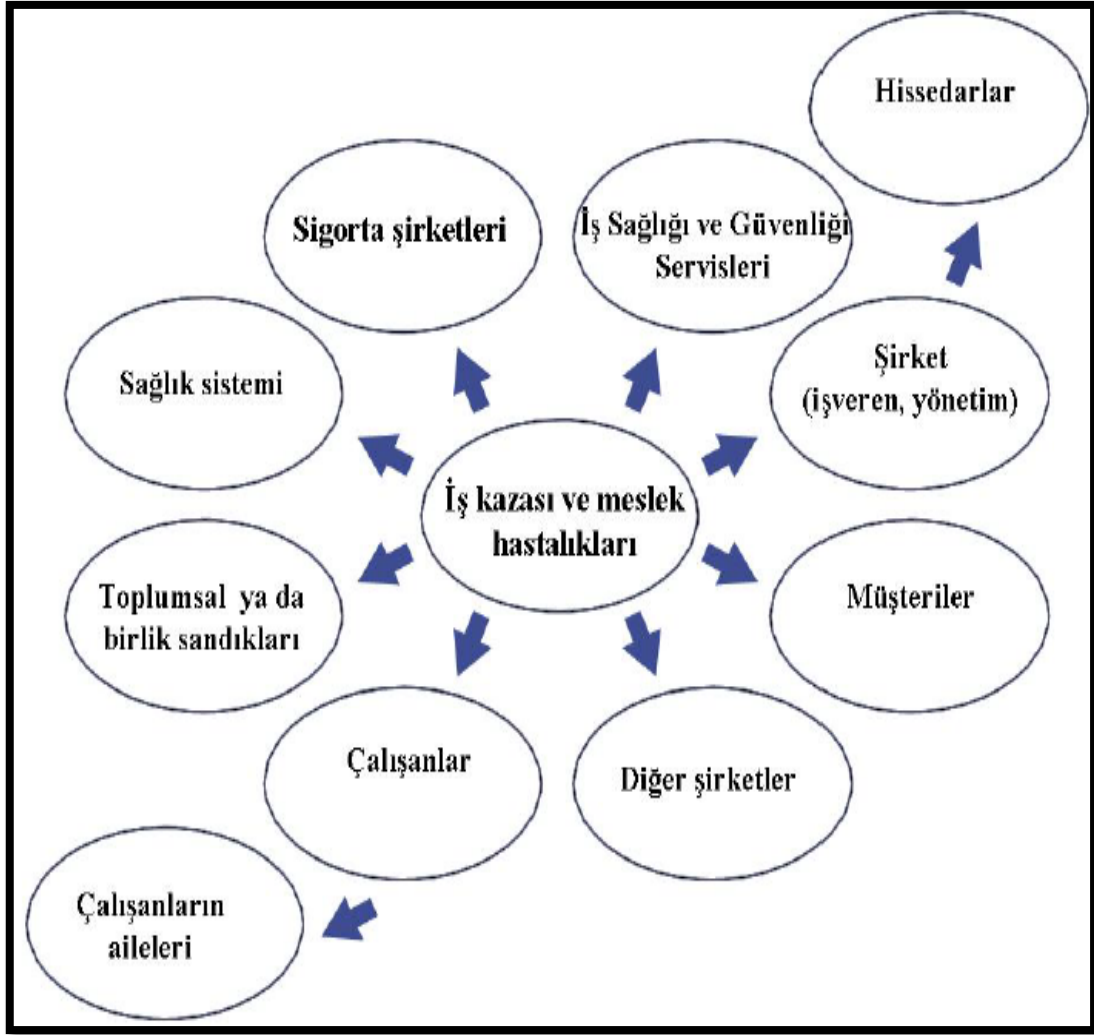 Hissedarlar
Sigorta şirketleri
İş Sağlığı ve Güvenliği
Servisleri
Sağlık sistemi
Şirket
(işveren, yönetim)
İş kazası ve meslek
hastalıkları
Toplumsal ya da
birlik sandıkları
Müşteriler
Çalışanlar
Diğer şirketler
Çalışanların
aileleri